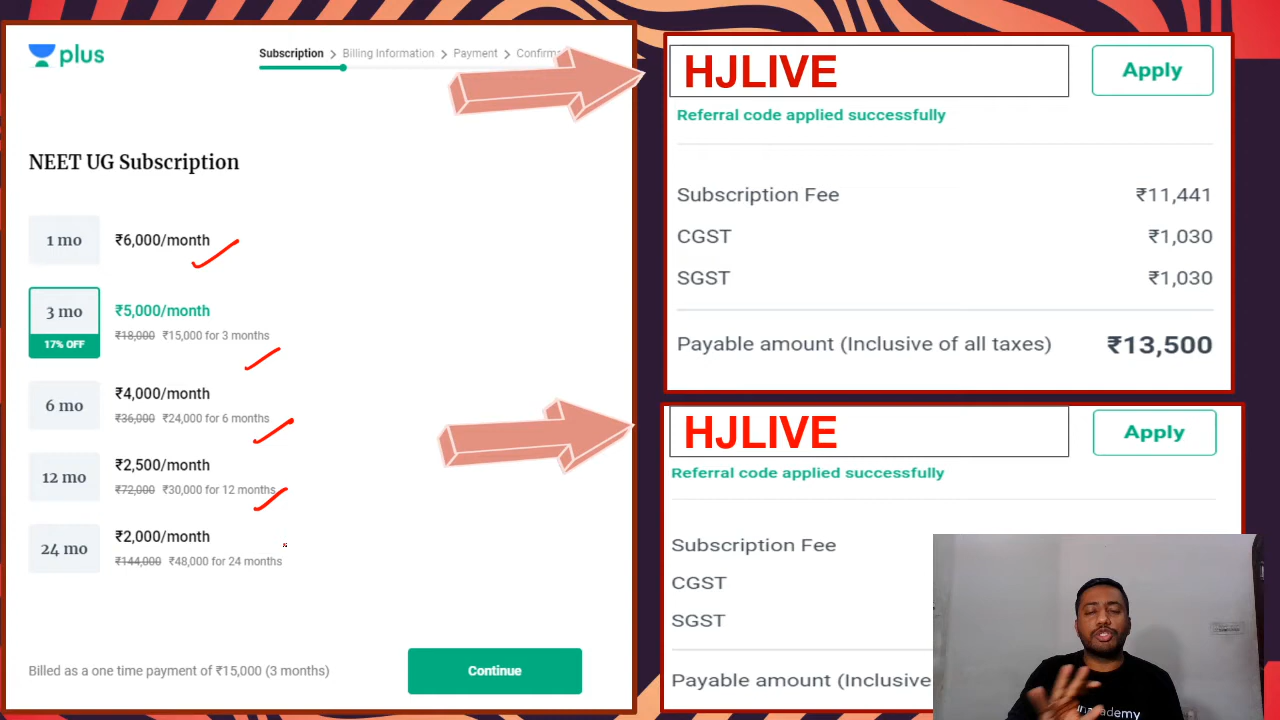 plus
Subscription > Billing Information > Payment >
NEET UG Subscription
1 mo ₹6,000/month
3 mo ₹5,000/month
17% OFF ₹18,000 ₹15,000 for 3 months
6 mo ₹4,000/month
₹36,000 ₹24,000 for 6 months
12 mo ₹2,500/month
₹72,000 ₹30,000 for 12 months
24 mo ₹2,000/month
₹144,000 ₹48,000 for 24 months
Billed as a one time payment of ₹15,000 (3 months) Continue
HJLIVE Apply
Referral code applied successfully
Subscription Fee ₹11,441
CGST ₹1,030
SGST ₹1,030
Payable amount (Inclusive of all taxes) ₹13,500
HJLIVE Apply
Referral code applied successfully
Subscription Fee
CGST
SGST
Payable amount (Inclusive